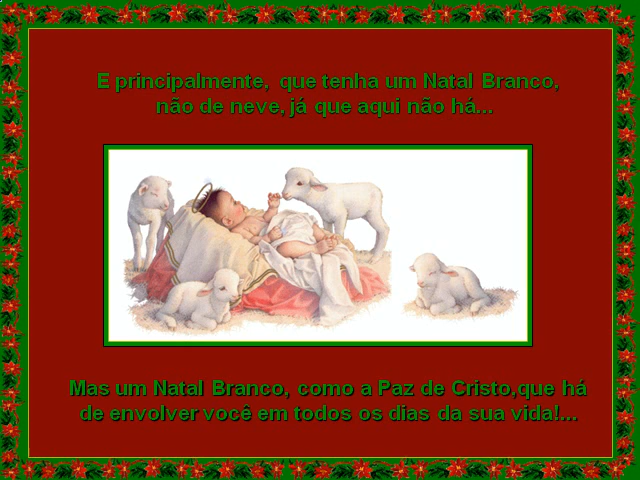 E principalmente, que tenha um Natal Branco,
não de neve, já que aqui não há...
Mas um Natal Branco, como a Paz de Cristo,que há
de envolver você em todos os dias da sua vida!...